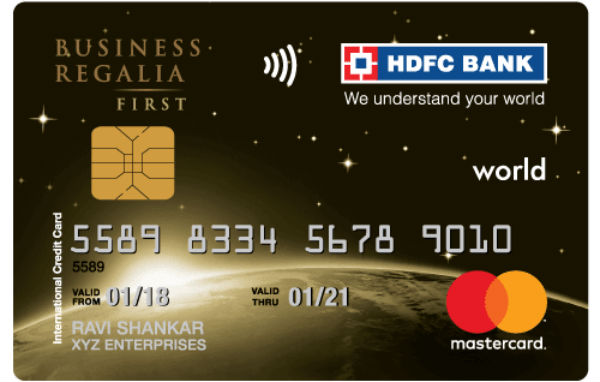 BUSINESS
REGALIA
FIRST
HDFC BANK
We understand your world
world
International Credit Card
5589 8334 5678 9010
5589
VALID FROM 01/18 VALID THRU 01/21
RAVI SHANKAR
XYZ ENTERPRISES
mastercard.